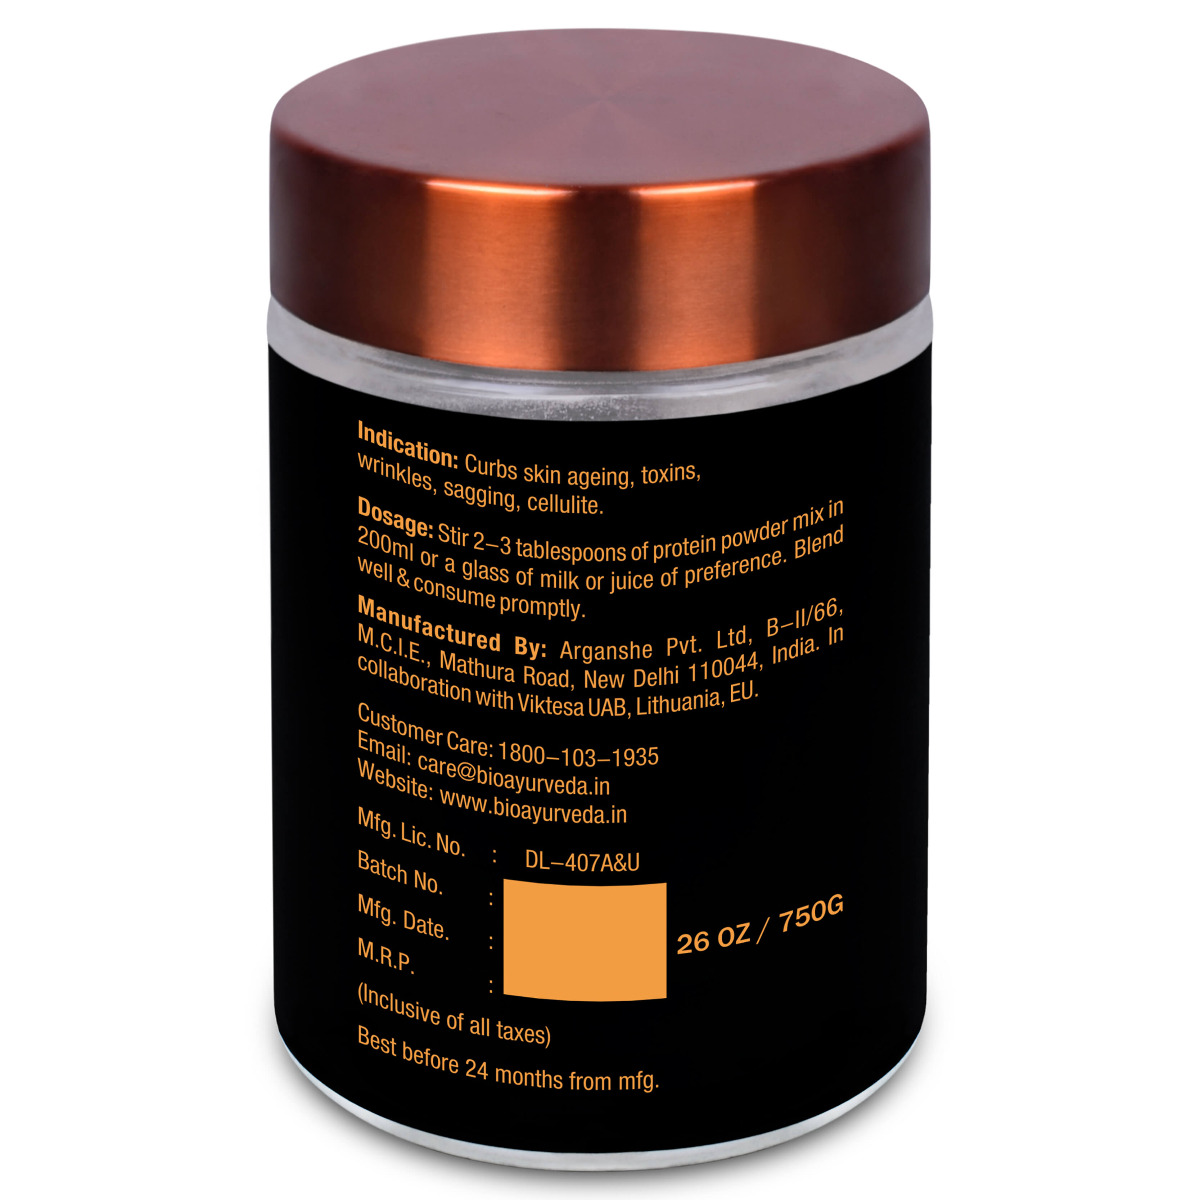 Indication: Curbs skin ageing, toxins,
wrinkles, sagging, cellulite.
Dosage: Stir 2–3 tablespoons of protein powder mix in
200ml or a glass of milk or juice of preference. Blend
well & consume promptly.
Manufactured By: Arganshe Pvt. Ltd, B–II/66,
M.C.I.E., Mathura Road, New Delhi 110044, India. In
collaboration with Viktesa UAB, Lithuania, EU.
Customer Care: 1800–103–1935
Email: care@bioayurveda.in
Website: www.bioayurveda.in
Mfg. Lic. No. : DL–407A&U
Batch No. :
Mfg. Date. :
M.R.P. :
26 OZ / 750G
(Inclusive of all taxes)
Best before 24 months from mfg.